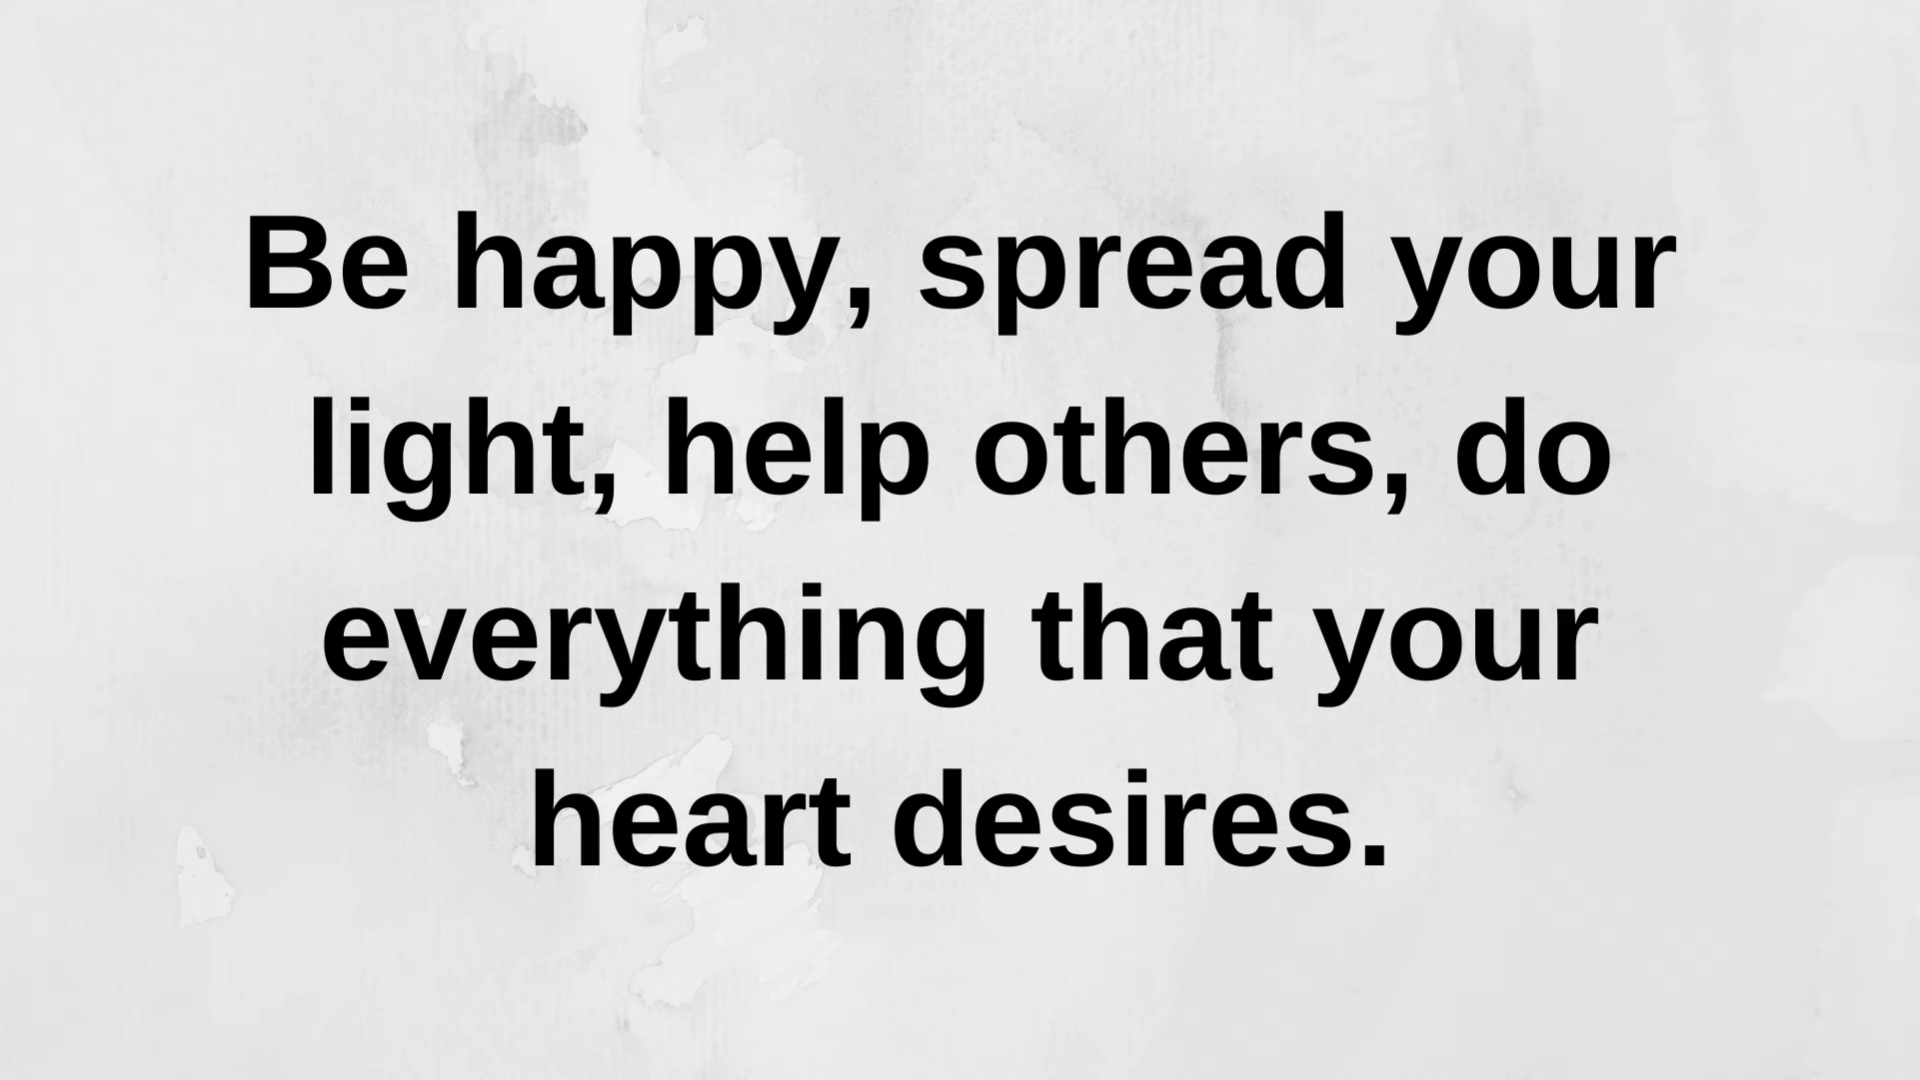 Be happy, spread your
light, help others, do
everything that your
heart desires.